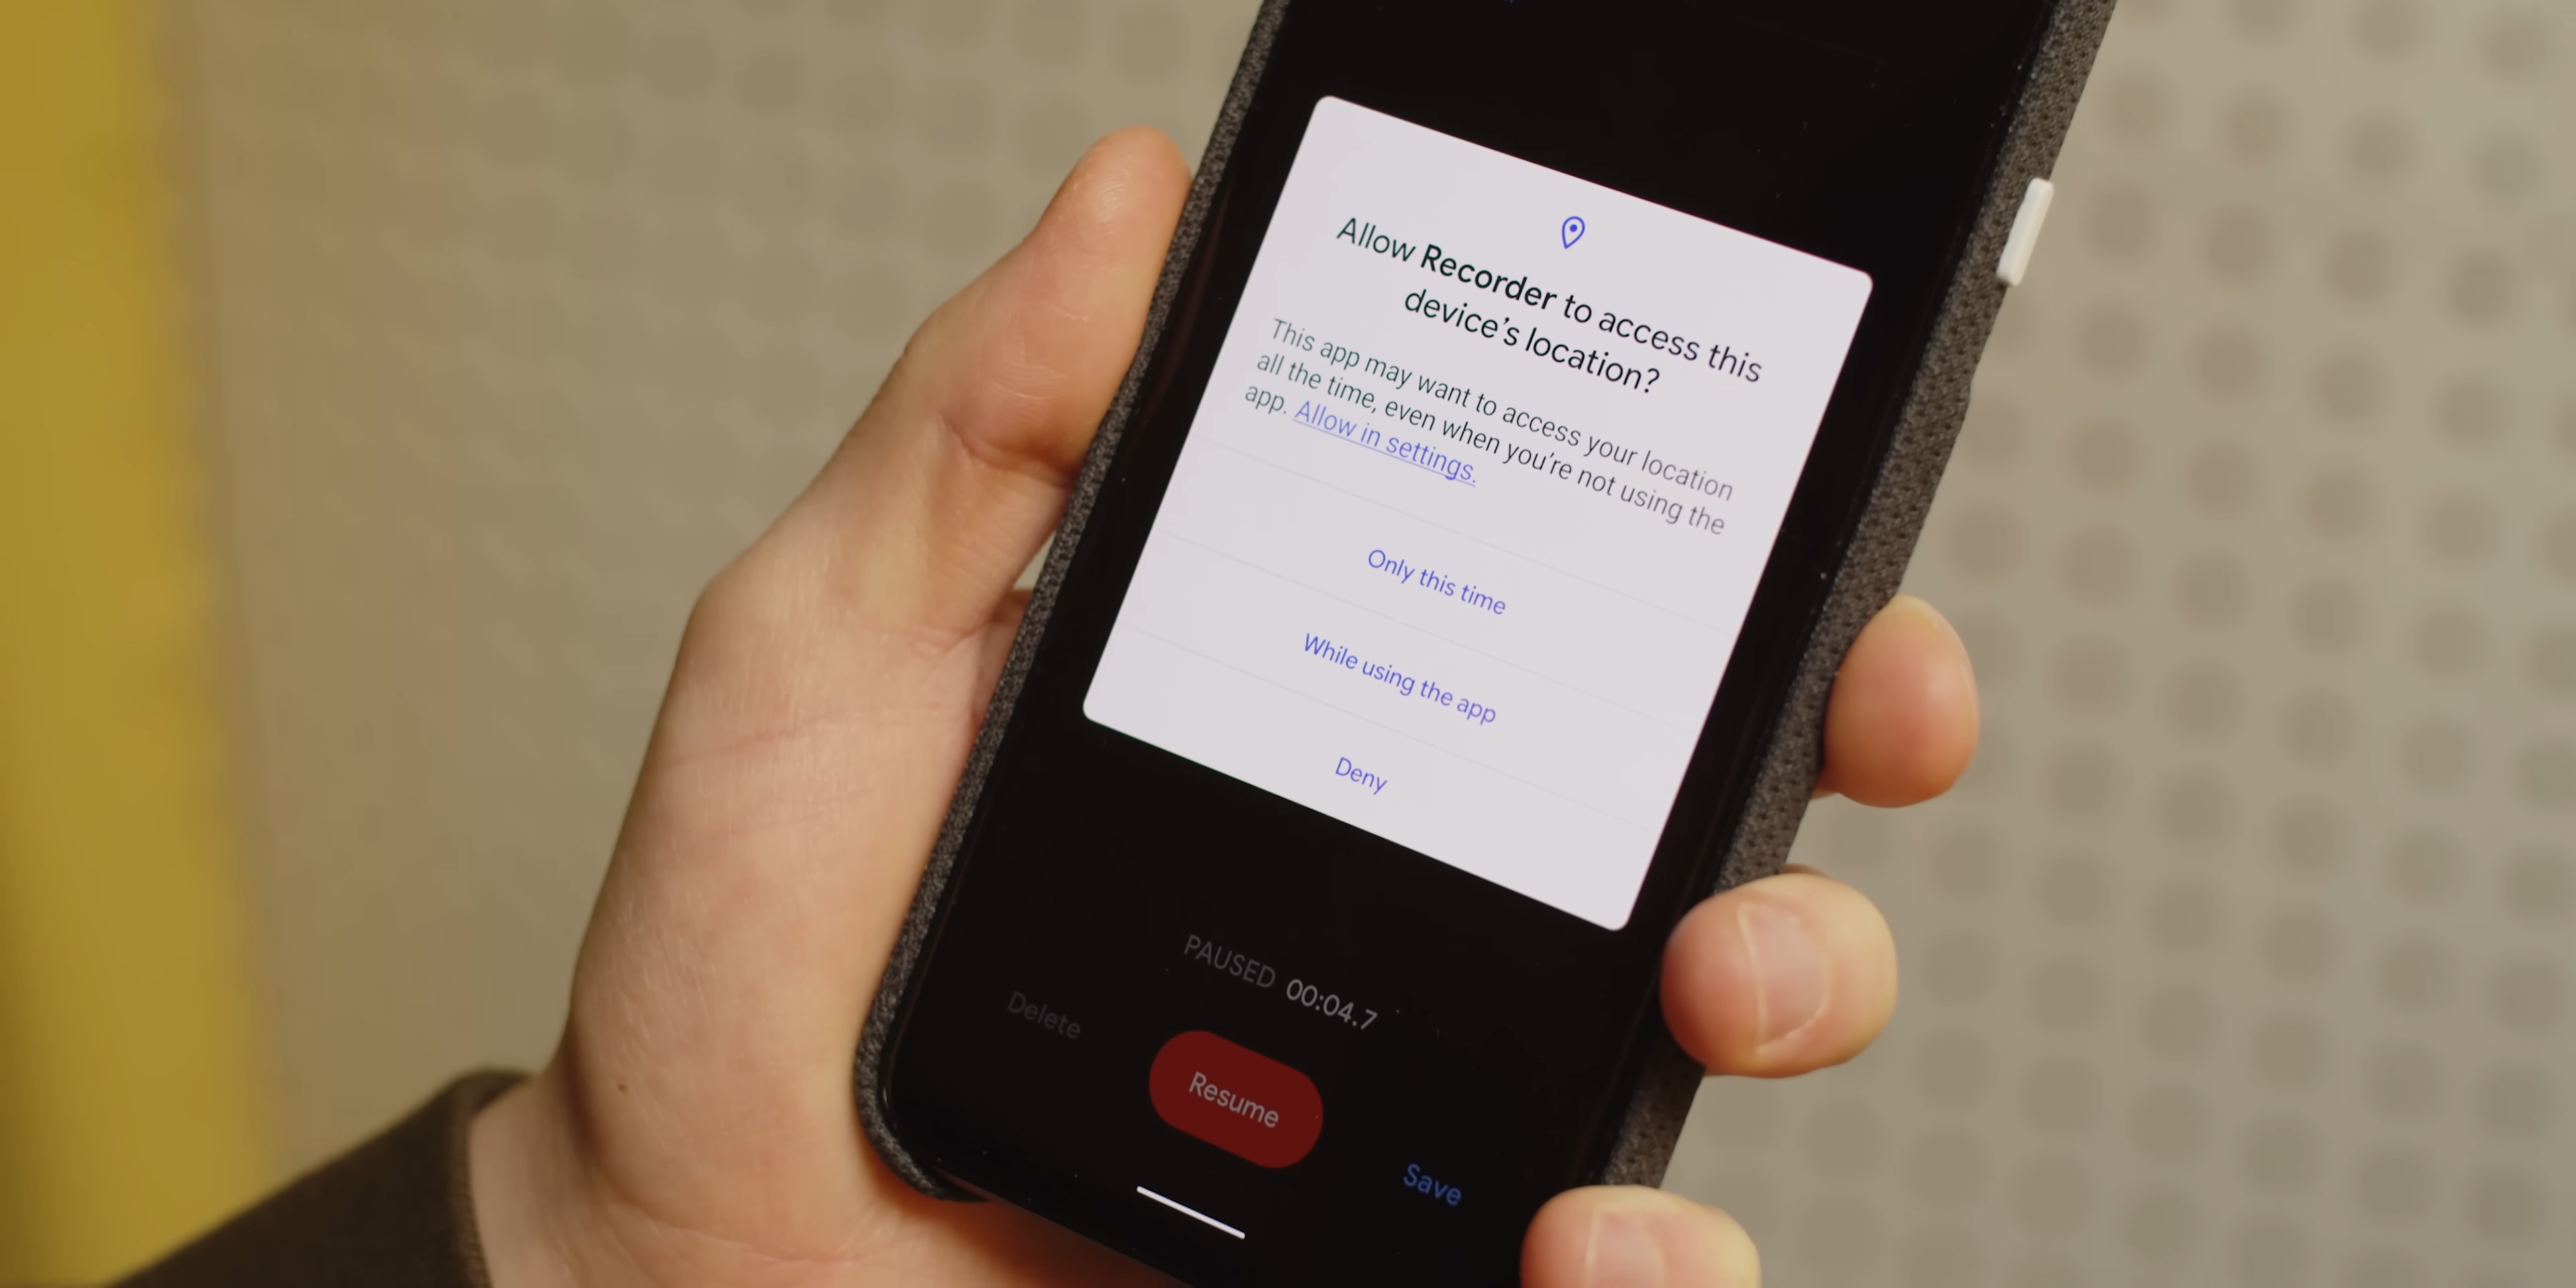 Allow Recorder to access this
device's location?
This app may want to access your location
all the time, even when you're not using the
app. Allow in settings.
Only this time
While using the app
Deny
PAUSED 00:04.7
Delete
Resume
Save